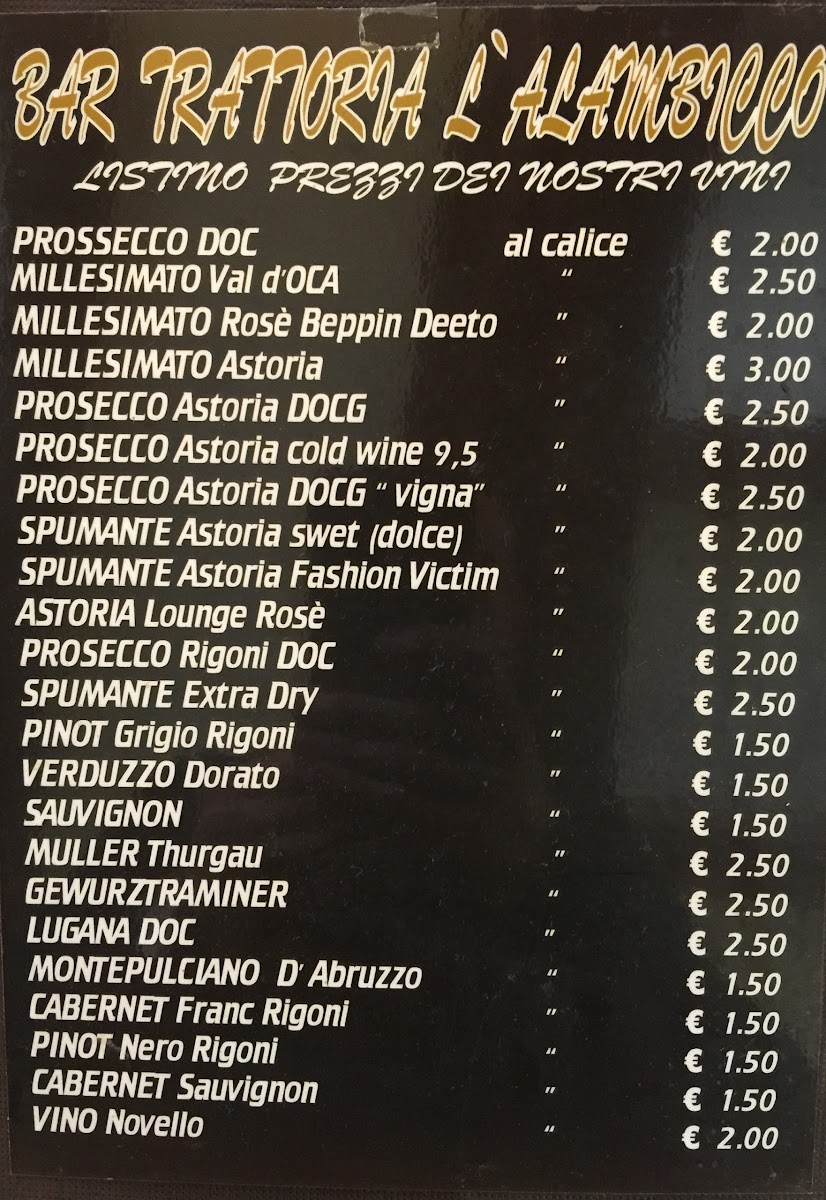 BAR TRATTORIA L`ALAMBICCO
LISTINO PREZZI DEI NOSTRI VINI
PROSSECCO DOC al calice € 2.00
MILLESIMATO Val d'OCA “ € 2.50
MILLESIMATO Rosè Beppin Deeto ” € 2.00
MILLESIMATO Astoria “ € 3.00
PROSECCO Astoria DOCG ” € 2.50
PROSECCO Astoria cold wine 9,5 “ € 2.00
PROSECCO Astoria DOCG “ vigna” “ € 2.50
SPUMANTE Astoria swet (dolce) ” € 2.00
SPUMANTE Astoria Fashion Victim “ € 2.00
ASTORIA Lounge Rosè ” € 2.00
PROSECCO Rigoni DOC “ € 2.00
SPUMANTE Extra Dry ” € 2.50
PINOT Grigio Rigoni “ € 1.50
VERDUZZO Dorato ” € 1.50
SAUVIGNON “ € 1.50
MULLER Thurgau ” € 2.50
GEWURZTRAMINER “ € 2.50
LUGANA DOC ” € 2.50
MONTEPULCIANO D'Abruzzo “ € 1.50
CABERNET Franc Rigoni ” € 1.50
PINOT Nero Rigoni “ € 1.50
CABERNET Sauvignon ” € 1.50
VINO Novello “ € 2.00